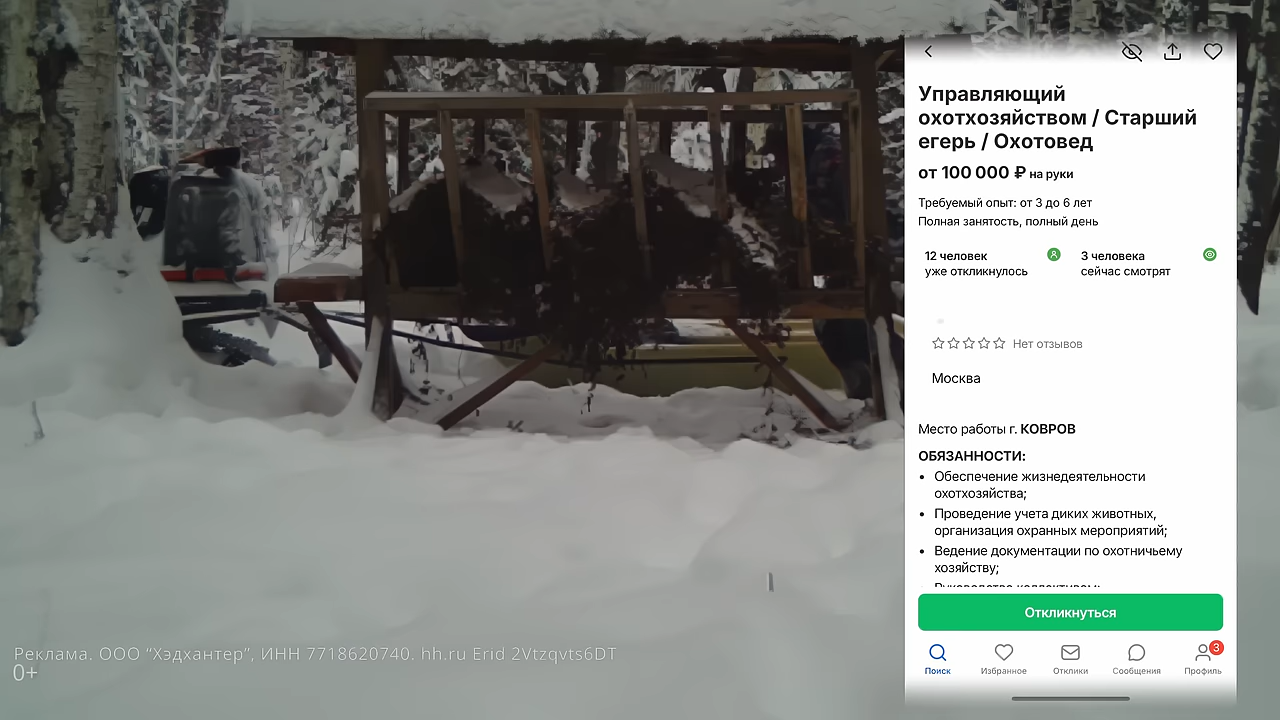 Управляющий
охотхозяйством / Старший
егерь / Охотовед
от 100 000 ₽ на руки
Требуемый опыт: от 3 до 6 лет
Полная занятость, полный день
12 человек
уже откликнулось
3 человека
сейчас смотрят
Нет отзывов
Москва
Место работы г. КОВРОВ
ОБЯЗАННОСТИ:
• Обеспечение жизнедеятельности
охотхозяйства;
• Проведение учета диких животных,
организация охранных мероприятий;
• Ведение документации по охотничьему
хозяйству;
Откликнуться
Поиск
Избранное
Отклики
Сообщения
3
Профиль
Реклама. ООО "Хэдхантер", ИНН 7718620740. hh.ru Erid 2Vtzqvts6DT
0+